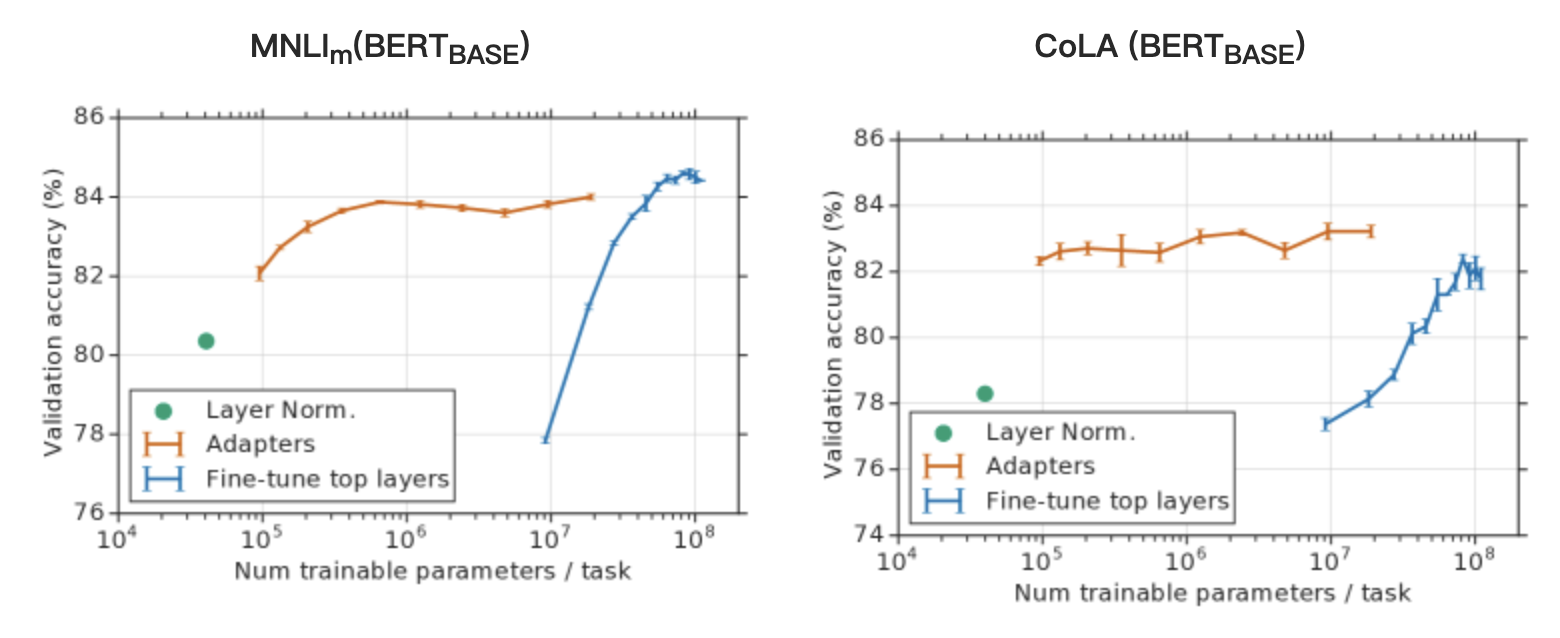 MNLIm(BERTBASE)
86
84
82
80
78
76
Validation accuracy (%)
Layer Norm.
Adapters
Fine-tune top layers
10^4 10^5 10^6 10^7 10^8
Num trainable parameters / task
CoLA (BERTBASE)
86
84
82
80
78
76
74
Validation accuracy (%)
Layer Norm.
Adapters
Fine-tune top layers
10^4 10^5 10^6 10^7 10^8
Num trainable parameters / task